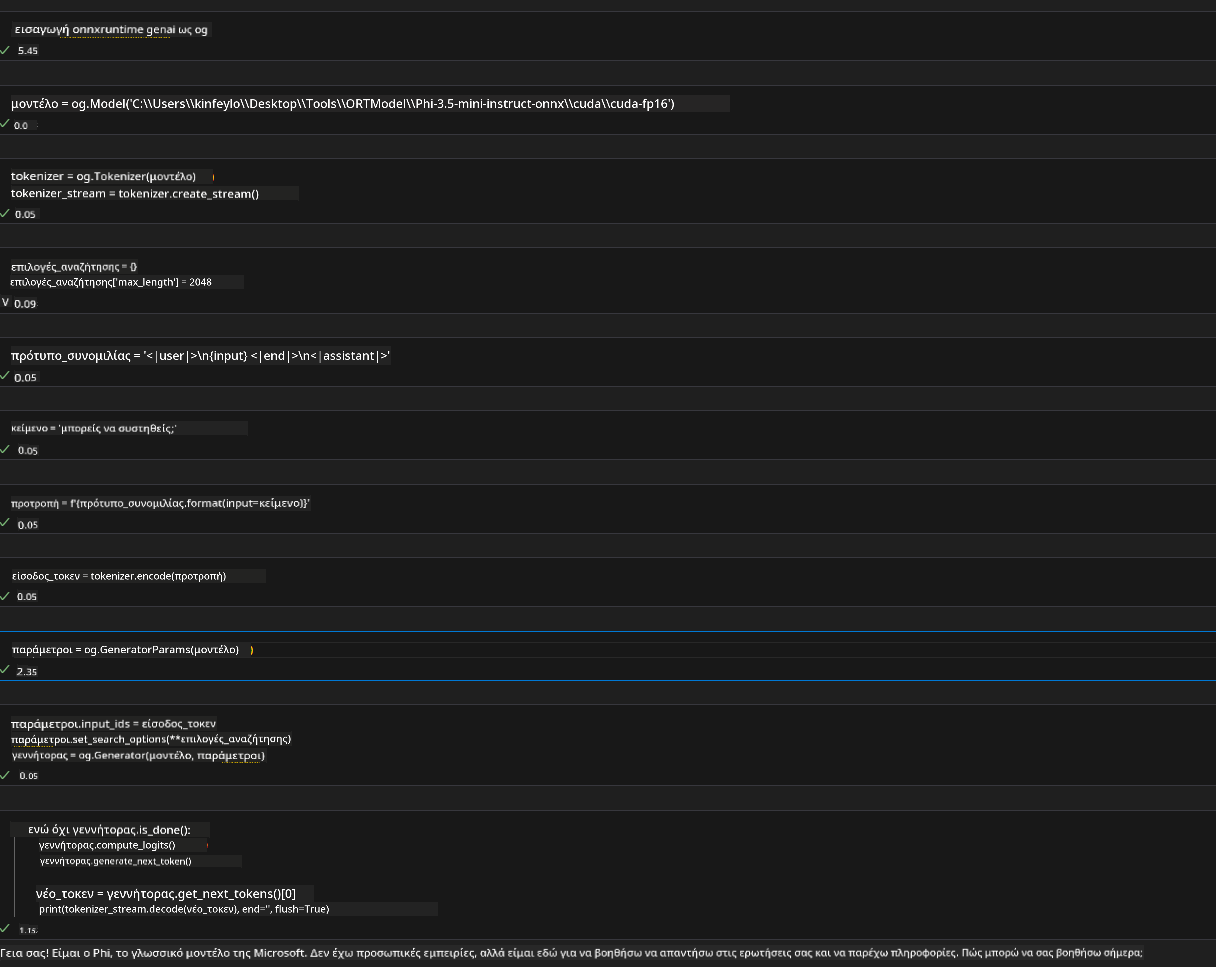 εισαγωγή onnxruntime genai ως og
5.45
μοντέλο = og.Model('C:\\Users\\kinfeylo\\Desktop\\Tools\\ORTModel\\Phi-3.5-mini-instruct-onnx\\cuda\\cuda-fp16')
0.0
tokenizer = og.Tokenizer(μοντέλο) )
tokenizer_stream = tokenizer.create_stream()
0.05
επιλογές_αναζήτησης = {}
επιλογές_αναζήτησης['max_length'] = 2048
V 0.09
πρότυπο_συνομιλίας = '<|user|>\n{input} <|end|>\n<|assistant|>'
0.05
κείμενο = 'μπορείς να συστηθείς;'
0.05
προτροπή = f'{πρότυπο_συνομιλίας.format(input=κείμενο)}'
0.05
είσοδος_τοκεν = tokenizer.encode(προτροπή)
0.05
παράμετροι = og.GeneratorParams(μοντέλο) )
2.35
παράμετροι.input_ids = είσοδος_τοκεν
παράμετροι.set_search_options(**επιλογές_αναζήτησης)
γεννήτορας = og.Generator(μοντέλο, παράμετροι)
0.05
ενώ όχι γεννήτορας.is_done():
γεννήτορας.compute_logits()
γεννήτορας.generate_next_token()
νέο_τοκεν = γεννήτορας.get_next_tokens()[0]
print(tokenizer_stream.decode(νέο_τοκεν), end='', flush=True)
1.15
Γεια σας! Είμαι ο Phi, το γλωσσικό μοντέλο της Microsoft. Δεν έχω προσωπικές εμπειρίες, αλλά είμαι εδώ για να βοηθήσω να απαντήσω στις ερωτήσεις σας και να παρέχω πληροφορίες. Πώς μπορώ να σας βοηθήσω σήμερα;